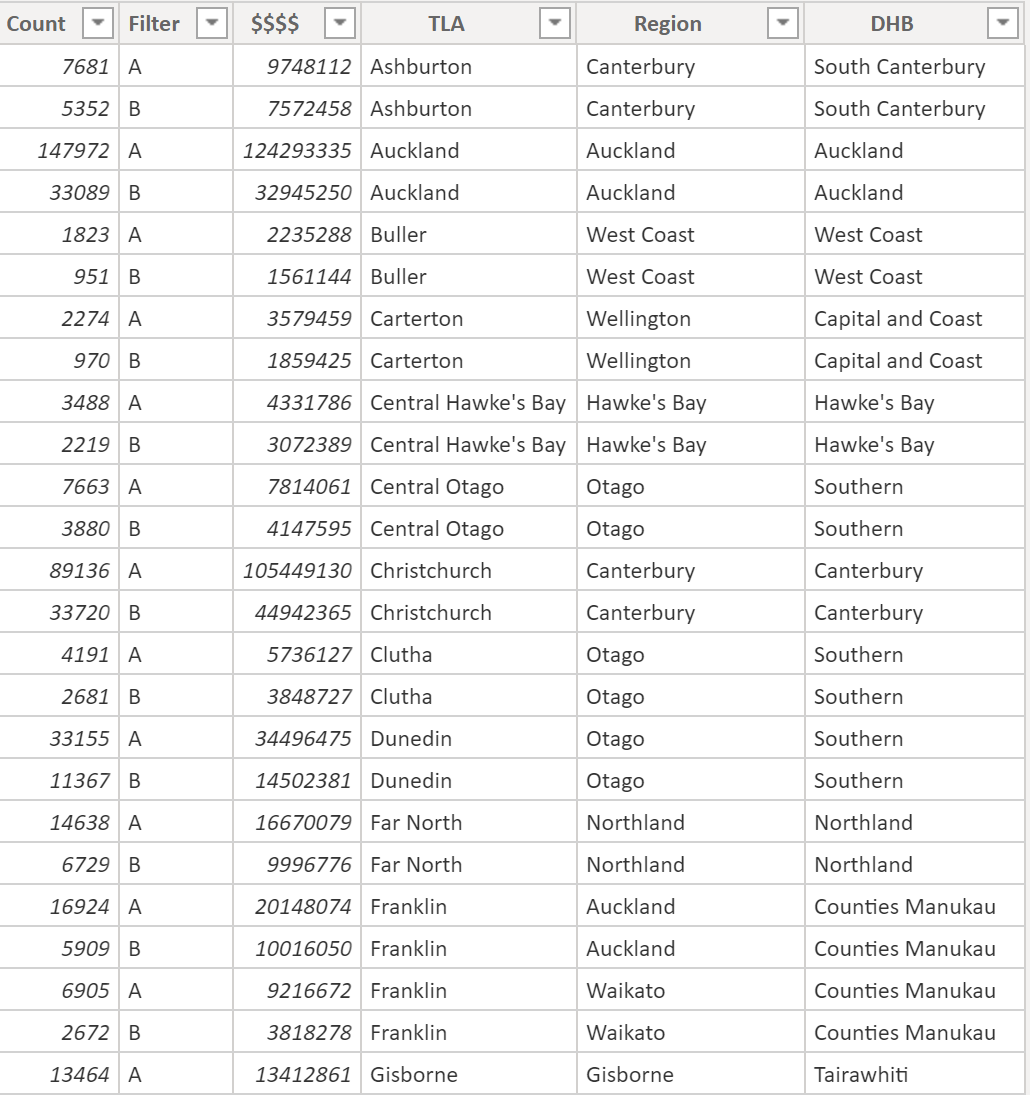 Count Filter $$$$ TLA Region DHB
7681 A 9748112 Ashburton Canterbury South Canterbury
5352 B 7572458 Ashburton Canterbury South Canterbury
147972 A 124293335 Auckland Auckland Auckland
33089 B 32945250 Auckland Auckland Auckland
1823 A 2235288 Buller West Coast West Coast
951 B 1561144 Buller West Coast West Coast
2274 A 3579459 Carterton Wellington Capital and Coast
970 B 1859425 Carterton Wellington Capital and Coast
3488 A 4331786 Central Hawke's Bay Hawke's Bay Hawke's Bay
2219 B 3072389 Central Hawke's Bay Hawke's Bay Hawke's Bay
7663 A 7814061 Central Otago Otago Southern
3880 B 4147595 Central Otago Otago Southern
89136 A 105449130 Christchurch Canterbury Canterbury
33720 B 44942365 Christchurch Canterbury Canterbury
4191 A 5736127 Clutha Otago Southern
2681 B 3848727 Clutha Otago Southern
33155 A 34496475 Dunedin Otago Southern
11367 B 14502381 Dunedin Otago Southern
14638 A 16670079 Far North Northland Northland
6729 B 9996776 Far North Northland Northland
16924 A 20148074 Franklin Auckland Counties Manukau
5909 B 10016050 Franklin Auckland Counties Manukau
6905 A 9216672 Franklin Waikato Counties Manukau
2672 B 3818278 Franklin Waikato Counties Manukau
13464 A 13412861 Gisborne Gisborne Tairawhiti